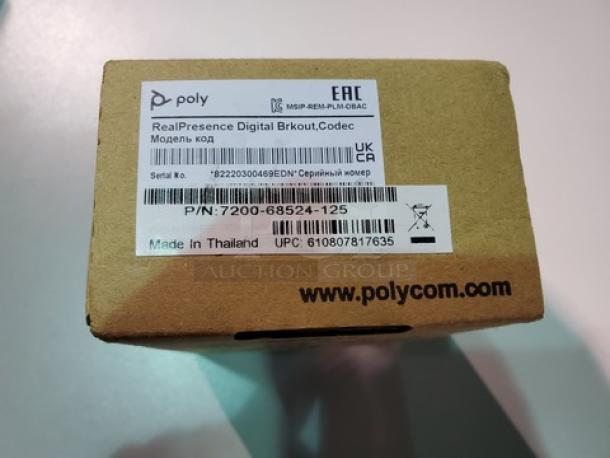 poly
EAC
MSIP-REM-PLM-DBAC
RealPresence Digital Brkout,Codec
Модель код
UK
CA
Serial No. *B2220300469EDN* Серийный номер
P/N:7200-68524-125
Made In Thailand UPC: 610807817635
AUCTION GROUP
www.polycom.com